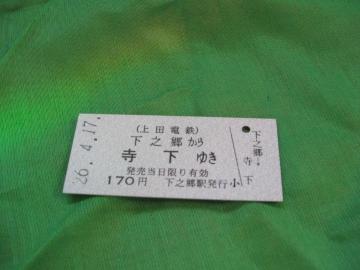 26.4.17.
(上田電鉄)
下之郷から
寺下ゆき
発売当日限り有効
170円 下之郷駅発行 小
下之郷→
寺下